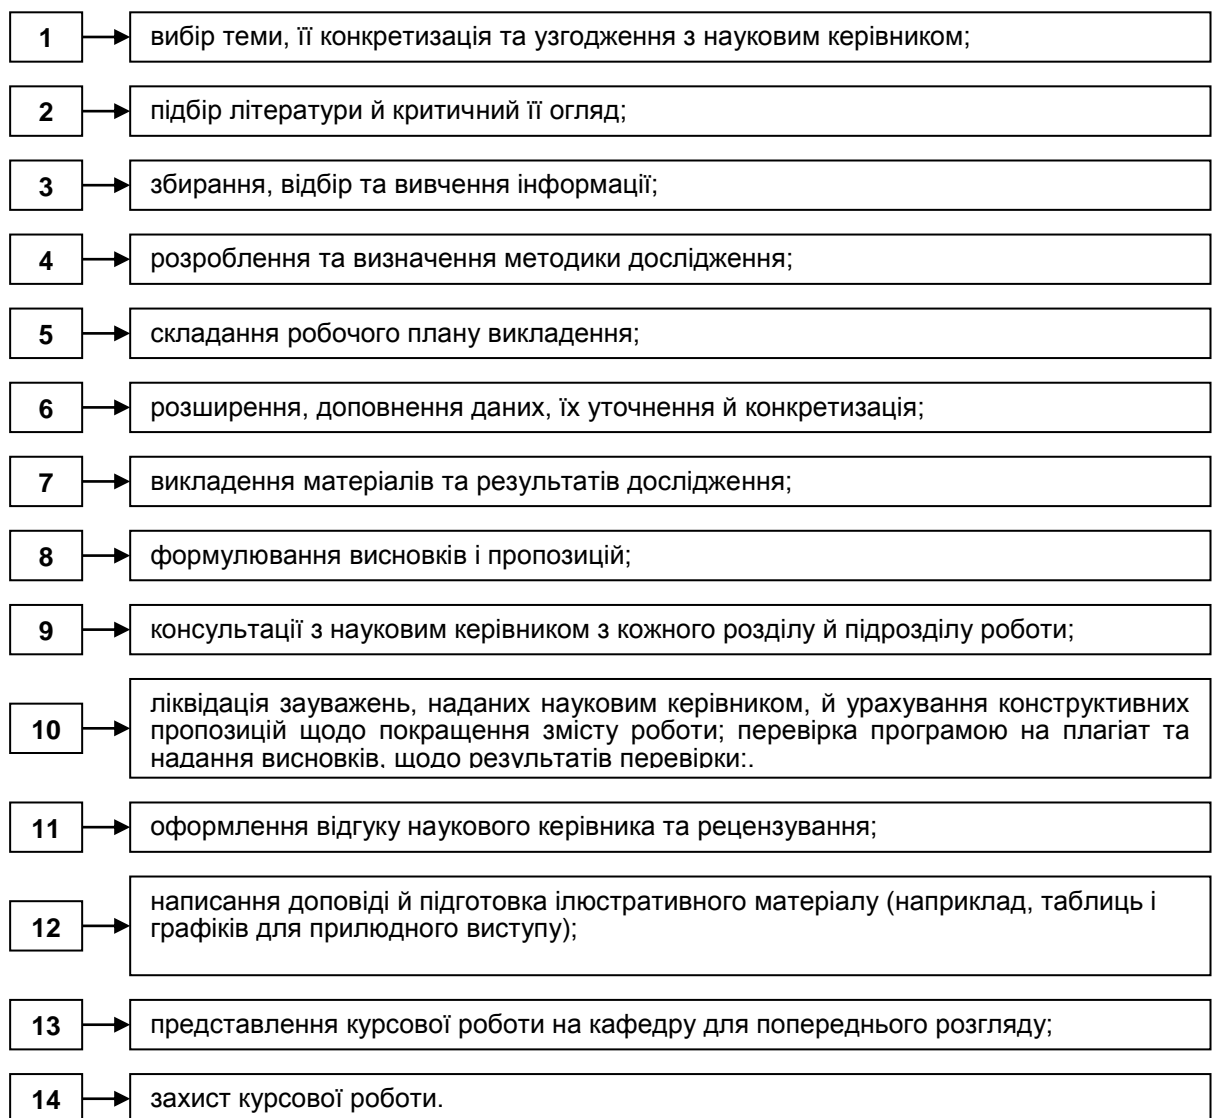 1 вибір теми, її конкретизація та узгодження з науковим керівником;
2 підбір літератури й критичний її огляд;
3 збирання, відбір та вивчення інформації;
4 розроблення та визначення методики дослідження;
5 складання робочого плану викладення;
6 розширення, доповнення даних, їх уточнення й конкретизація;
7 викладення матеріалів та результатів дослідження;
8 формулювання висновків і пропозицій;
9 консультації з науковим керівником з кожного розділу й підрозділу роботи;
ліквідація зауважень, наданих науковим керівником, й урахування конструктивних
10 пропозицій щодо покращення змісту роботи; перевірка програмою на плагіат та
надання висновків, щодо результатів перевірки;.
11 оформлення відгуку наукового керівника та рецензування;
написання доповіді й підготовка ілюстративного матеріалу (наприклад, таблиць і
12 графіків для прилюдного виступу);
13 представлення курсової роботи на кафедру для попереднього розгляду;
14 захист курсової роботи.